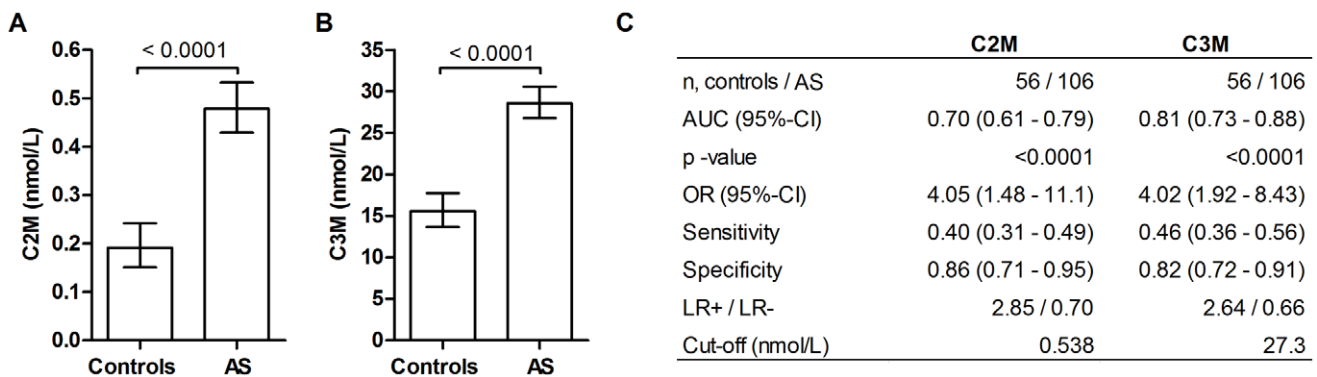 A
C2M (nmol/L)
0.6
0.5
0.4
0.3
0.2
0.1
0.0
< 0.0001
Controls AS
B
C3M (nmol/L)
35
30
25
20
15
10
5
0
< 0.0001
Controls AS
C
C2M C3M
n, controls / AS 56 / 106 56 / 106
AUC (95%-CI) 0.70 (0.61 - 0.79) 0.81 (0.73 - 0.88)
p -value <0.0001 <0.0001
OR (95%-CI) 4.05 (1.48 - 11.1) 4.02 (1.92 - 8.43)
Sensitivity 0.40 (0.31 - 0.49) 0.46 (0.36 - 0.56)
Specificity 0.86 (0.71 - 0.95) 0.82 (0.72 - 0.91)
LR+ / LR- 2.85 / 0.70 2.64 / 0.66
Cut-off (nmol/L) 0.538 27.3